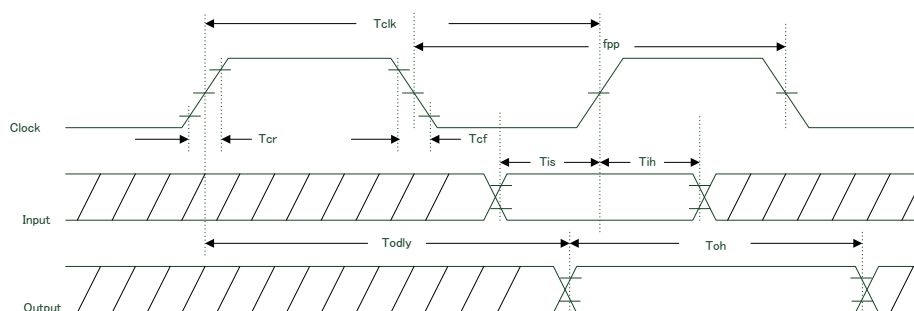 Tclk
fpp
Clock
Tcr
Tcf
Tis
Tih
Input
Todly
Toh
Output